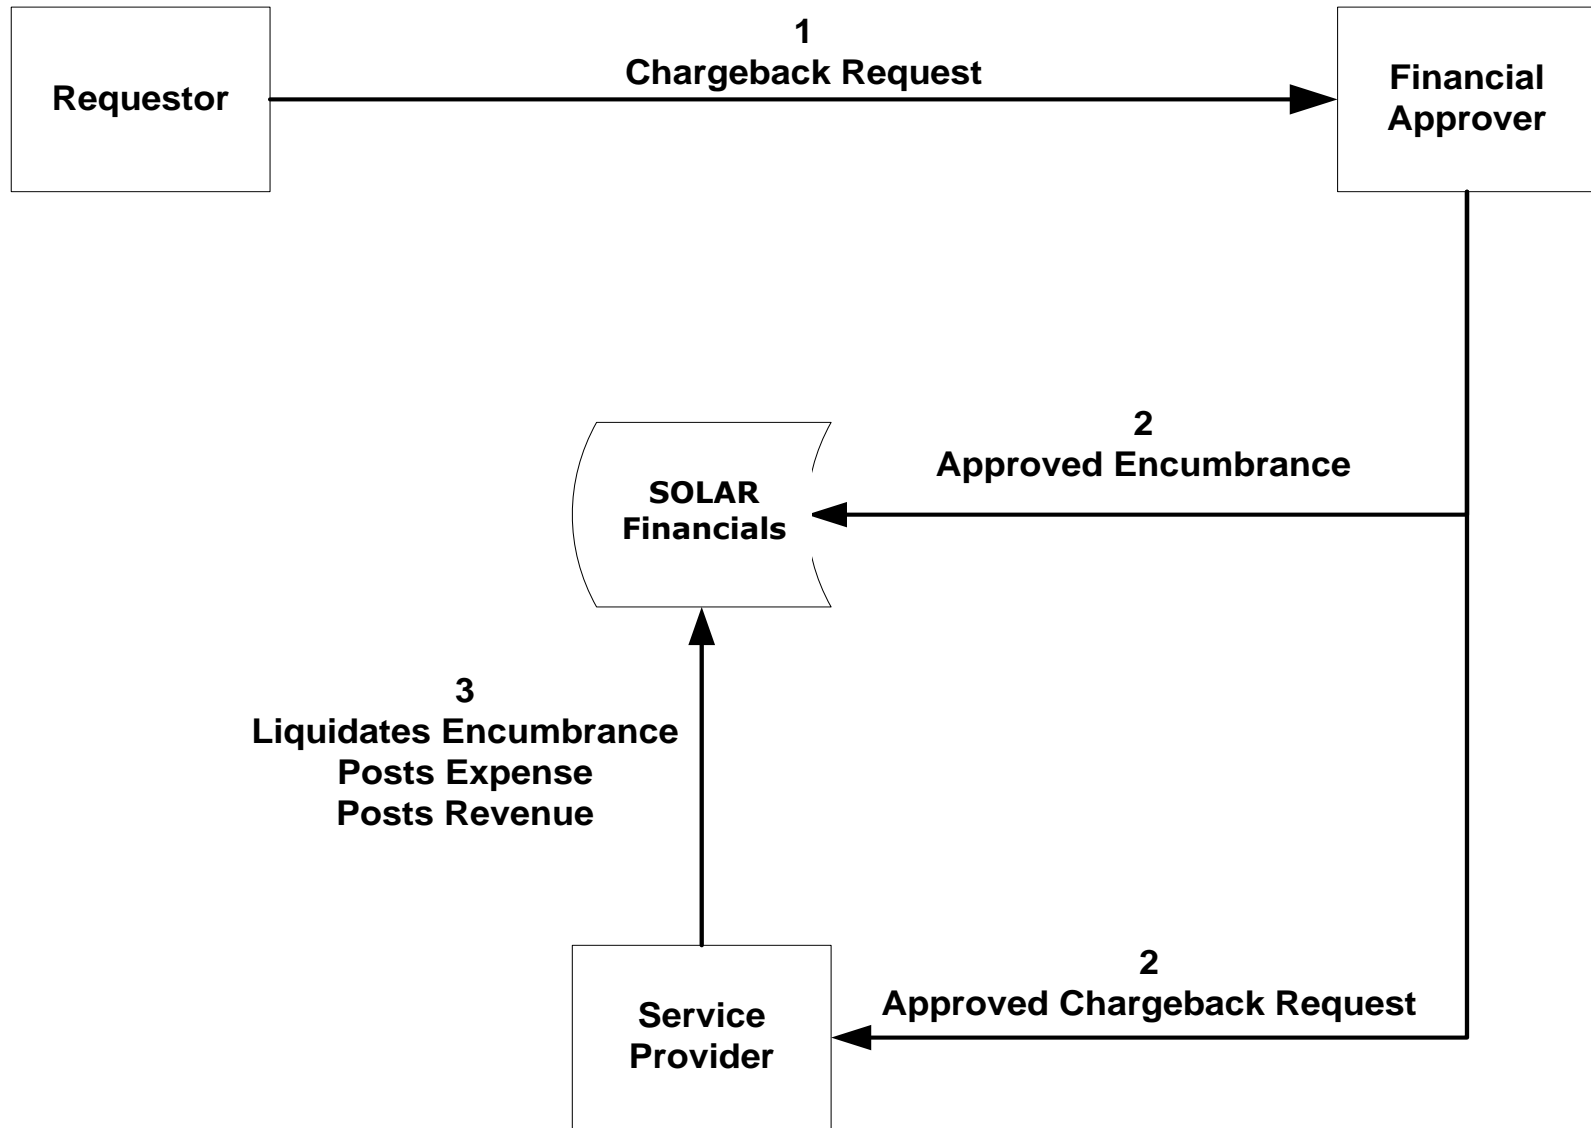 Requestor
1
Chargeback Request
Financial
Approver
2
Approved Encumbrance
SOLAR
Financials
3
Liquidates Encumbrance
Posts Expense
Posts Revenue
2
Approved Chargeback Request
Service
Provider